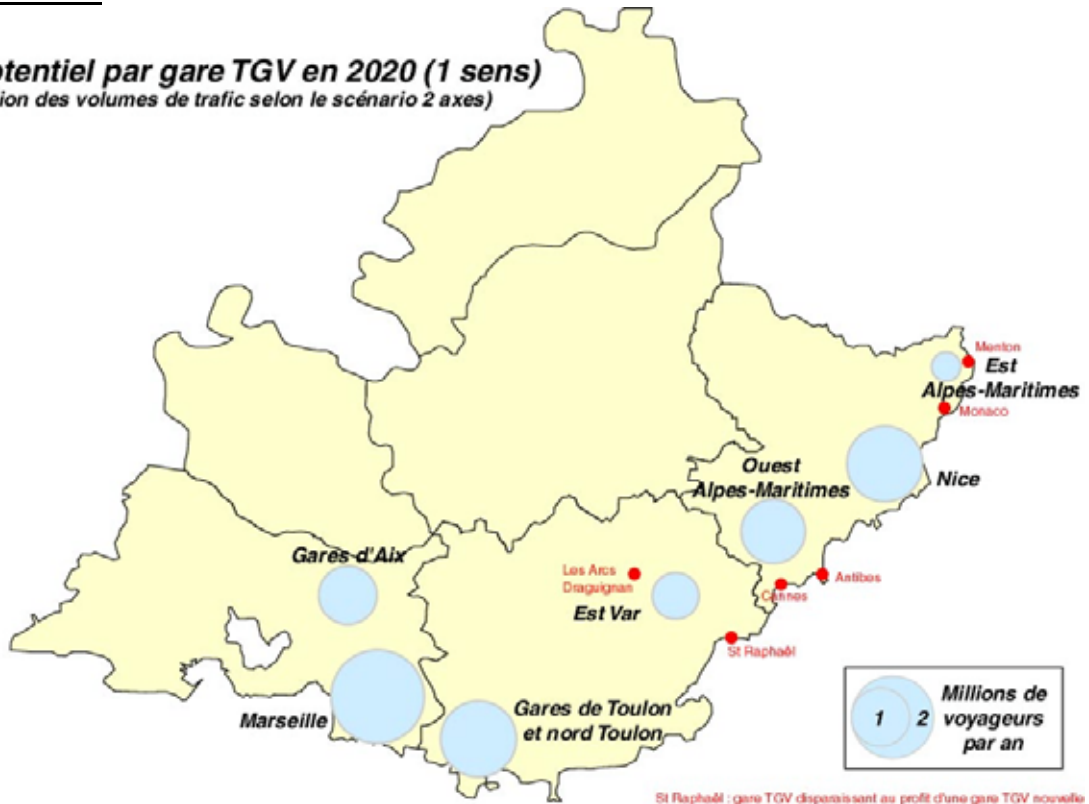 otentiel par gare TGV en 2020 (1 sens)
ion des volumes de trafic selon le scénario 2 axes)
Menton
Est
Alpes-Maritimes
Monaco
Ouest
Alpes-Maritimes
Nice
Gares d'Aix
Les Arcs
Draguignan
Est Var
Antibes
Cannes
St Raphaël
Marseille
Gares de Toulon
et nord Toulon
1 2
Millions de
voyageurs
par an
St Raphaël : gare TGV disparaissant au profit d'une gare TGV nouvelle